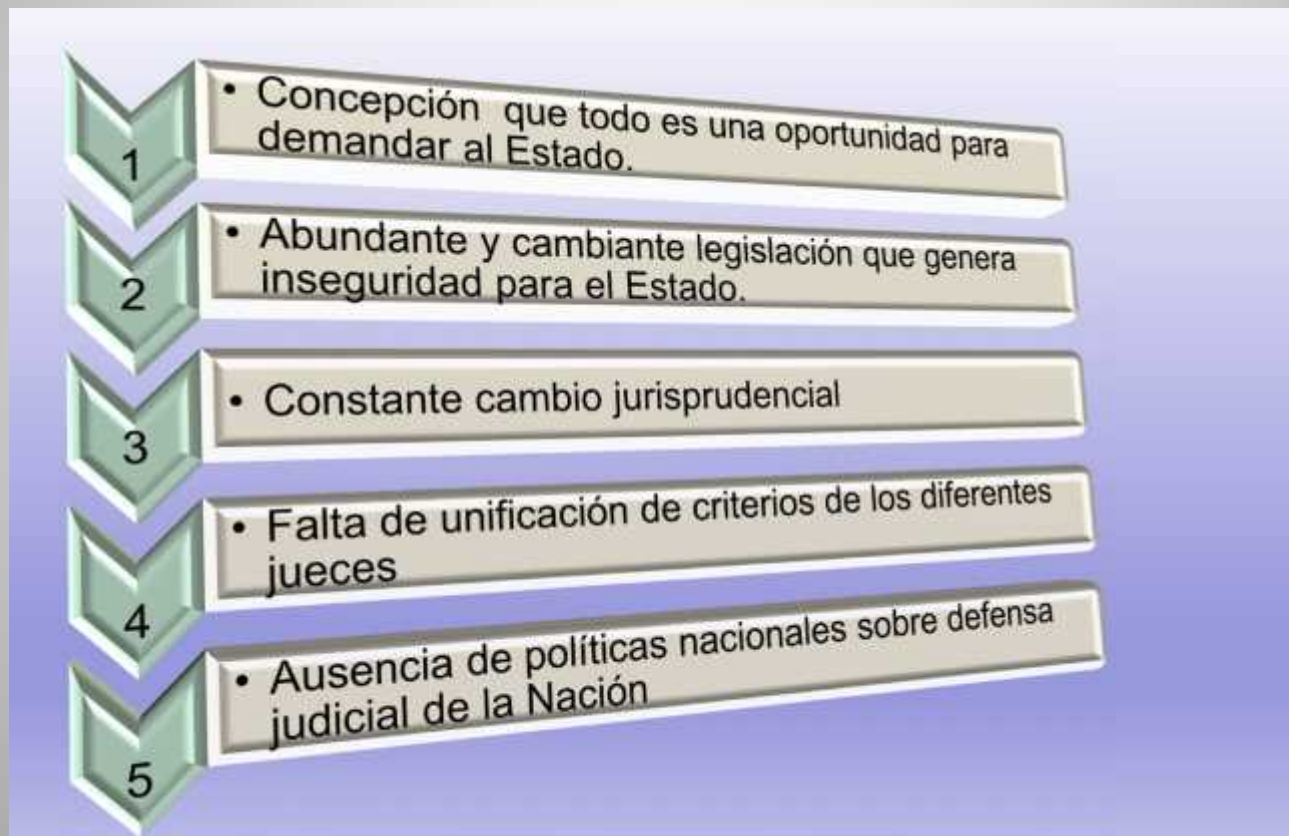 1
• Concepción que todo es una oportunidad para
demandar al Estado.
2
• Abundante y cambiante legislación que genera
inseguridad para el Estado.
3
• Constante cambio jurisprudencial
4
• Falta de unificación de criterios de los diferentes
jueces
5
• Ausencia de políticas nacionales sobre defensa
judicial de la Nación